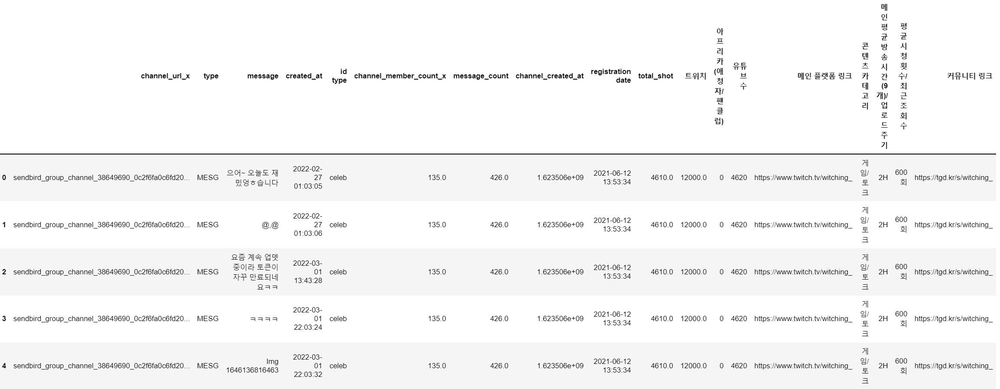 channel_url_x type message created_at id type channel_member_count_x message_count channel_created_at registration date total_shot 트위치 아프리카(애청자/팬클럽) 유튜브 수 메인 플랫폼 링크 콘텐츠 카테고리 메인 평균 방송 시간(9개)/업로드 주기 평균 시청 횟수/최근 조회수 커뮤니티 링크
0 sendbird_group_channel_38649690_0c2f6fa0c6fd20... MESG 으어~ 오늘도 재밌엉ㅎ습니다 2022-02-27 01:03:05 celeb 135.0 426.0 1.623506e+09 2021-06-12 13:53:34 4610.0 12000.0 0 4620 https://www.twitch.tv/witching_ 게임/토크 2H 600회 https://tgd.kr/s/witching_
1 sendbird_group_channel_38649690_0c2f6fa0c6fd20... MESG @,@ 2022-02-27 01:03:06 celeb 135.0 426.0 1.623506e+09 2021-06-12 13:53:34 4610.0 12000.0 0 4620 https://www.twitch.tv/witching_ 게임/토크 2H 600회 https://tgd.kr/s/witching_
2 sendbird_group_channel_38649690_0c2f6fa0c6fd20... MESG 요즘 계속 업뎃중이라 토큰이 자꾸 만료되네요ㅋㅋ 2022-03-01 13:43:28 celeb 135.0 426.0 1.623506e+09 2021-06-12 13:53:34 4610.0 12000.0 0 4620 https://www.twitch.tv/witching_ 게임/토크 2H 600회 https://tgd.kr/s/witching_
3 sendbird_group_channel_38649690_0c2f6fa0c6fd20... MESG ㅋㅋㅋㅋ 2022-03-01 22:03:24 celeb 135.0 426.0 1.623506e+09 2021-06-12 13:53:34 4610.0 12000.0 0 4620 https://www.twitch.tv/witching_ 게임/토크 2H 600회 https://tgd.kr/s/witching_
4 sendbird_group_channel_38649690_0c2f6fa0c6fd20... MESG Img 1646136816463 2022-03-01 22:03:32 celeb 135.0 426.0 1.623506e+09 2021-06-12 13:53:34 4610.0 12000.0 0 4620 https://www.twitch.tv/witching_ 게임/토크 2H 600회 https://tgd.kr/s/witching_